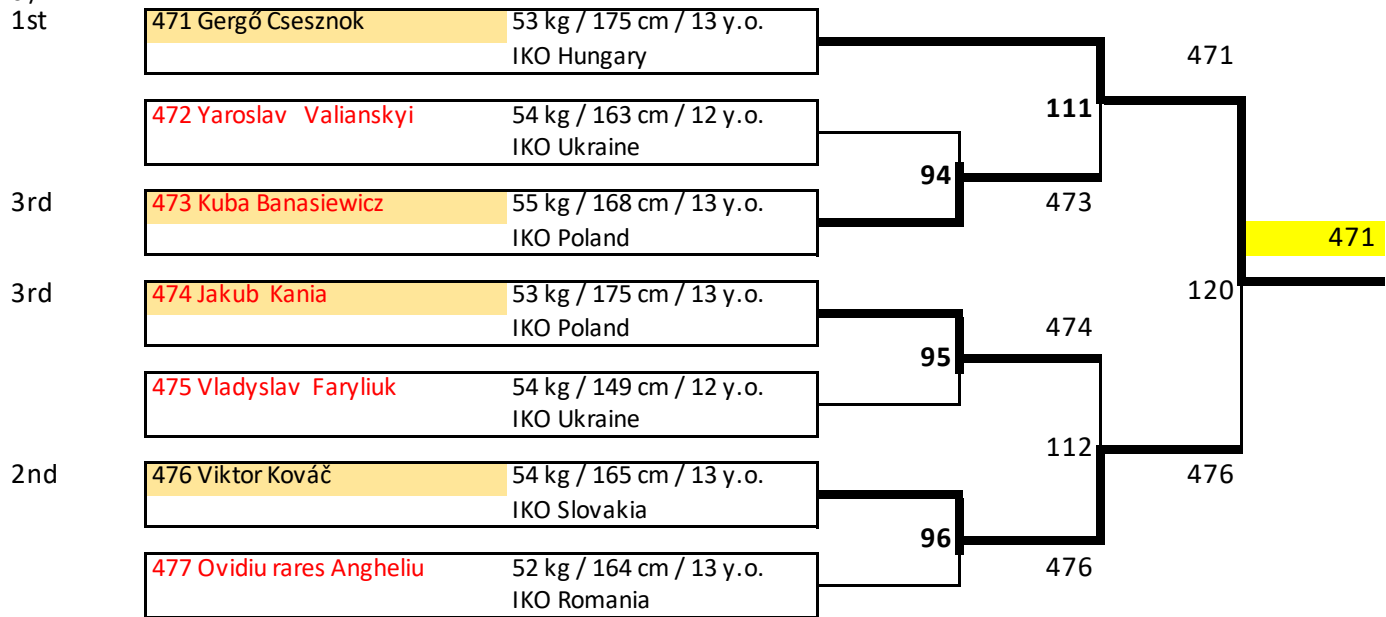 1st
471 Gergő Csesznok 53 kg / 175 cm / 13 y.o.
IKO Hungary
471
472 Yaroslav Valianskyi 54 kg / 163 cm / 12 y.o.
IKO Ukraine
111
94
3rd
473 Kuba Banasiewicz 55 kg / 168 cm / 13 y.o.
IKO Poland
473
471
3rd
474 Jakub Kania 53 kg / 175 cm / 13 y.o.
IKO Poland
120
474
95
475 Vladyslav Faryliuk 54 kg / 149 cm / 12 y.o.
IKO Ukraine
112
2nd
476 Viktor Kováč 54 kg / 165 cm / 13 y.o.
IKO Slovakia
476
96
477 Ovidiu rares Angheliu 52 kg / 164 cm / 13 y.o.
IKO Romania
476